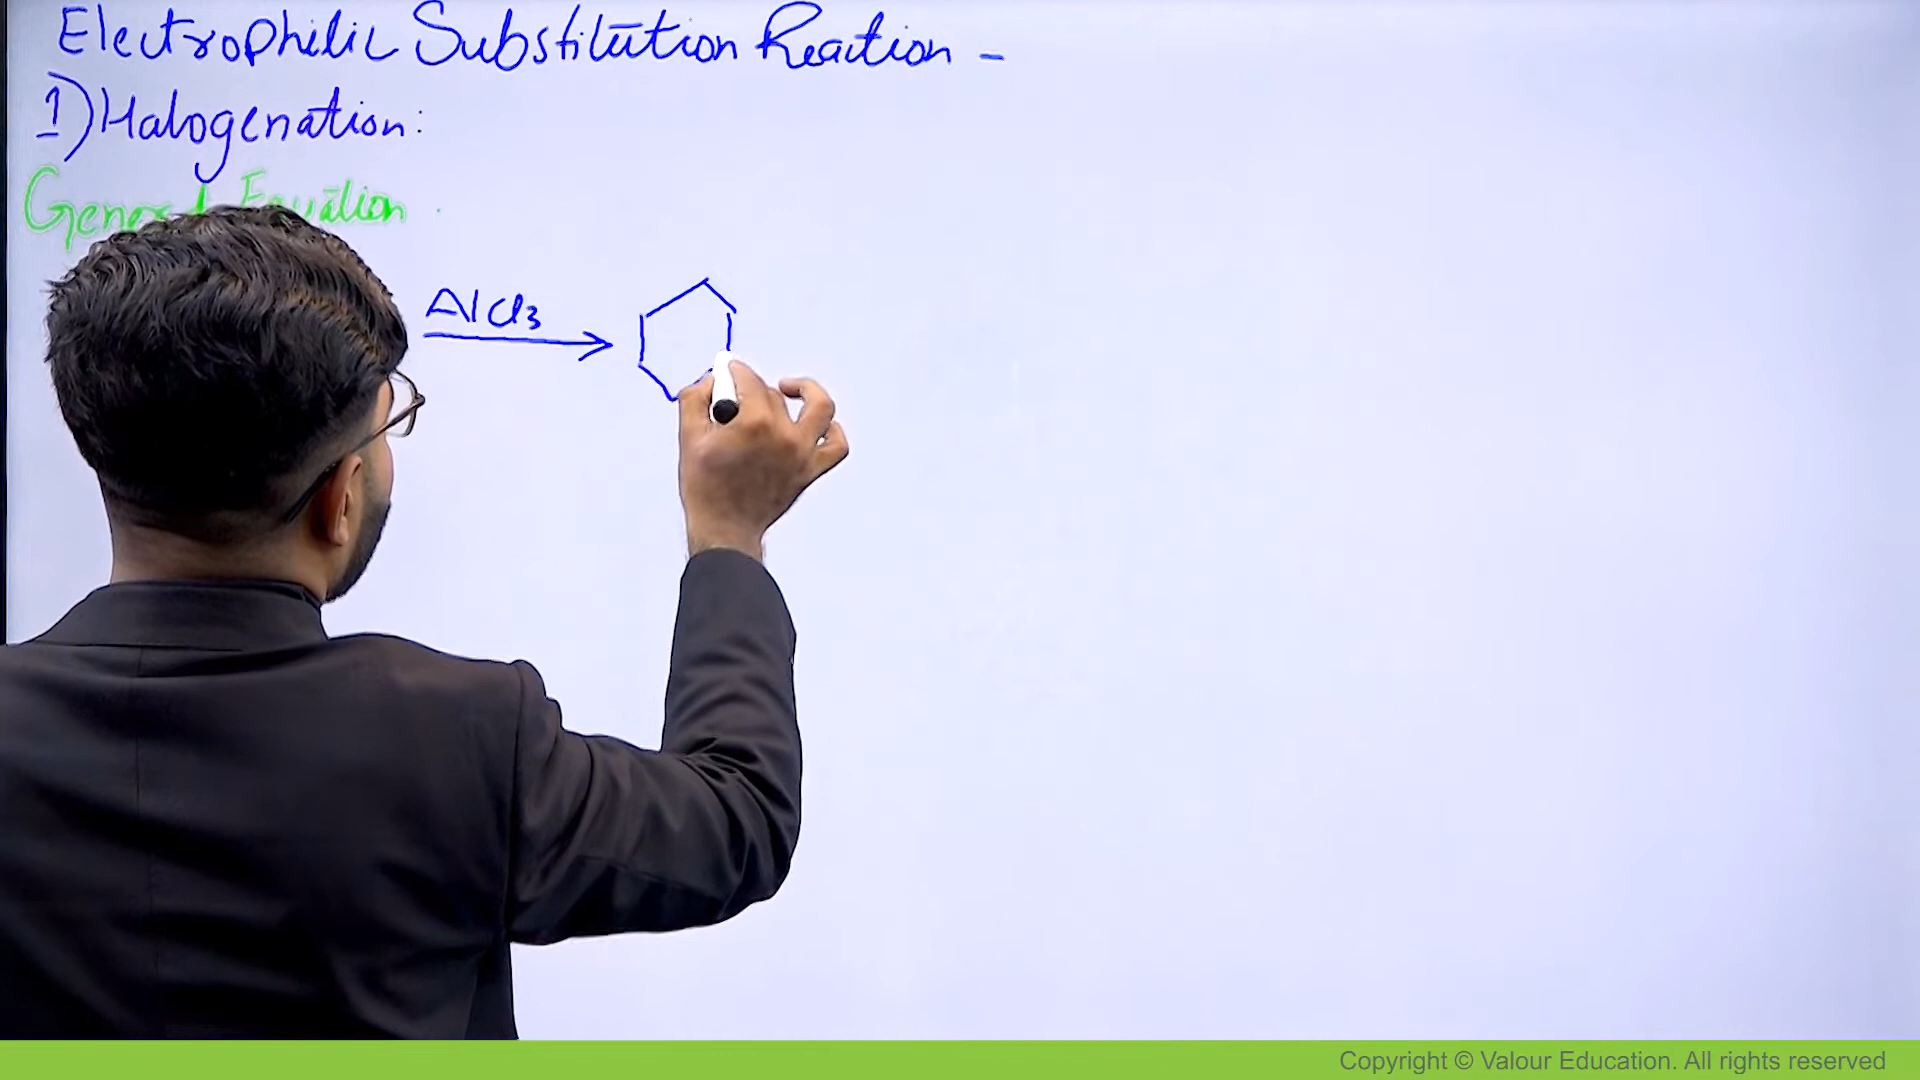 Electrophilic Substitution Reaction -
1) Halogenation:
General Equation.
AlCl3
Copyright © Valour Education. All rights reserved